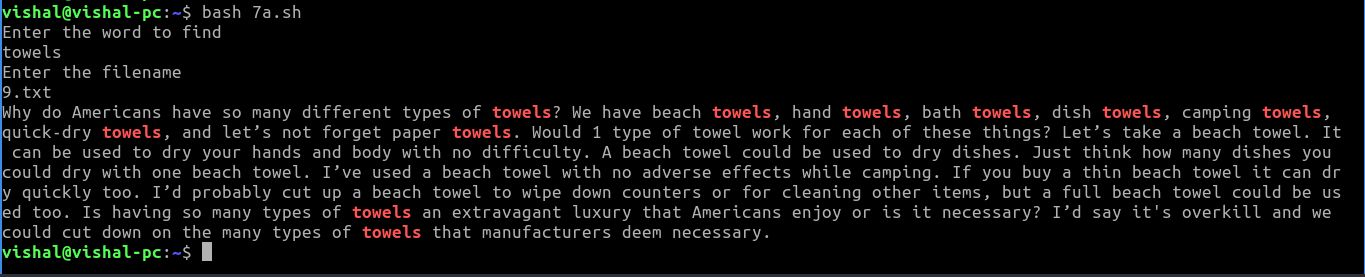 vishal@vishal-pc:~$ bash 7a.sh
Enter the word to find
towels
Enter the filename
9.txt
Why do Americans have so many different types of towels? We have beach towels, hand towels, bath towels, dish towels, camping towels,
quick-dry towels, and let’s not forget paper towels. Would 1 type of towel work for each of these things? Let’s take a beach towel. It
can be used to dry your hands and body with no difficulty. A beach towel could be used to dry dishes. Just think how many dishes you
could dry with one beach towel. I’ve used a beach towel with no adverse effects while camping. If you buy a thin beach towel it can dr
y quickly too. I’d probably cut up a beach towel to wipe down counters or for cleaning other items, but a full beach towel could be us
ed too. Is having so many types of towels an extravagant luxury that Americans enjoy or is it necessary? I’d say it's overkill and we
could cut down on the many types of towels that manufacturers deem necessary.
vishal@vishal-pc:~$